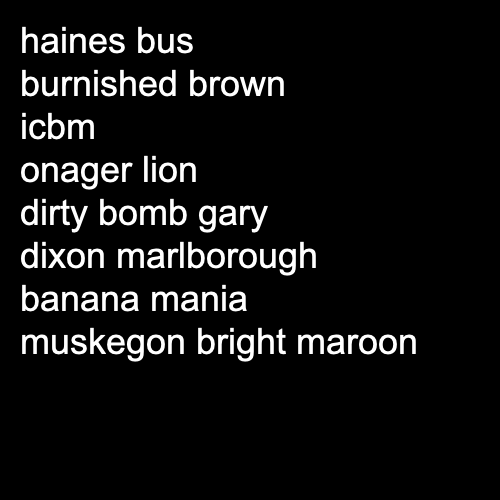 haines bus
burnished brown
icbm
onager lion
dirty bomb gary
dixon marlborough
banana mania
muskegon bright maroon